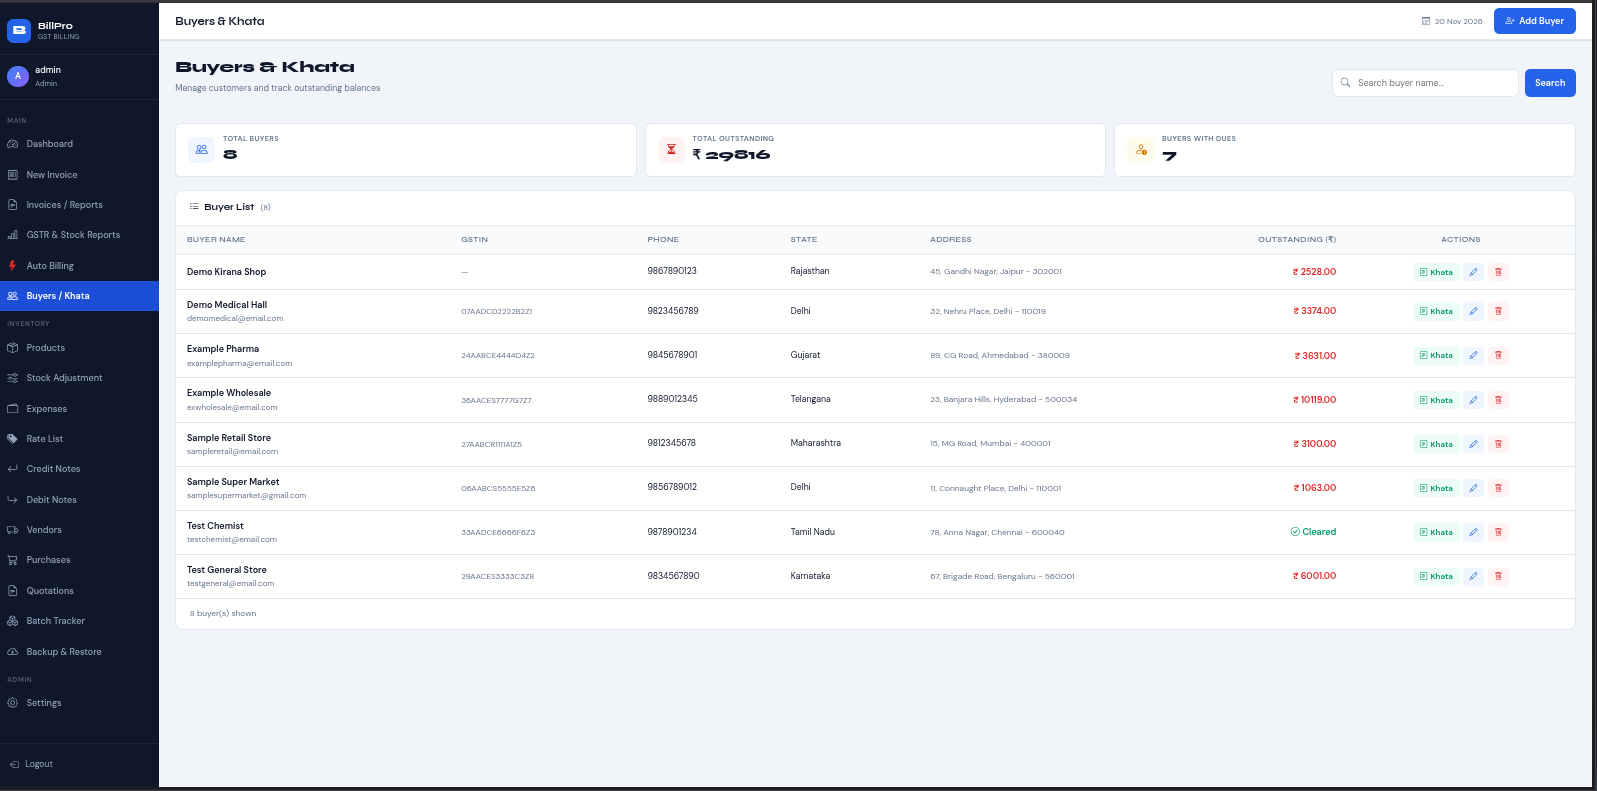 BillPro
GST BILLING
A
admin
Admin
MAIN
Dashboard
New Invoice
Invoices / Reports
GSTR & Stock Reports
Auto Billing
Buyers / Khata
INVENTORY
Products
Stock Adjustment
Expenses
Rate List
Credit Notes
Debit Notes
Vendors
Purchases
Quotations
Batch Tracker
Backup & Restore
ADMIN
Settings
Logout
Buyers & Khata
20 Nov 2026
Add Buyer
Buyers & Khata
Manage customers and track outstanding balances
Search buyer name...
Search
TOTAL BUYERS
8
TOTAL OUTSTANDING
₹ 29816
BUYERS WITH DUES
7
Buyer List (8)
BUYER NAME GSTIN PHONE STATE ADDRESS OUTSTANDING (₹) ACTIONS
Demo Kirana Shop — 9867890123 Rajasthan 45, Gandhi Nagar, Jaipur - 302001 ₹ 2528.00 Khata
Demo Medical Hall 07AADCD2222B2Z1 9823456789 Delhi 32, Nehru Place, Delhi - 110019 ₹ 3374.00 Khata
demomedical@email.com
Example Pharma 24AABCE4444D4Z2 9845678901 Gujarat 89, CG Road, Ahmedabad - 380009 ₹ 3631.00 Khata
examplepharma@email.com
Example Wholesale 36AACES7777G7Z7 9889012345 Telangana 23, Banjara Hills, Hyderabad - 500034 ₹ 10119.00 Khata
exwholesale@email.com
Sample Retail Store 27AABCR1111A1Z5 9812345678 Maharashtra 15, MG Road, Mumbai - 400001 ₹ 3100.00 Khata
sampleretail@email.com
Sample Super Market 06AABCS5555E5Z6 9856789012 Delhi 11, Connaught Place, Delhi - 110001 ₹ 1063.00 Khata
samplesupermarket@gmail.com
Test Chemist 33AADCE6666F6Z3 9878901234 Tamil Nadu 78, Anna Nagar, Chennai - 600040 Cleared Khata
testchemist@email.com
Test General Store 29AACES3333C3Z8 9834567890 Karnataka 67, Brigade Road, Bengaluru - 560001 ₹ 6001.00 Khata
testgeneral@email.com
8 buyer(s) shown